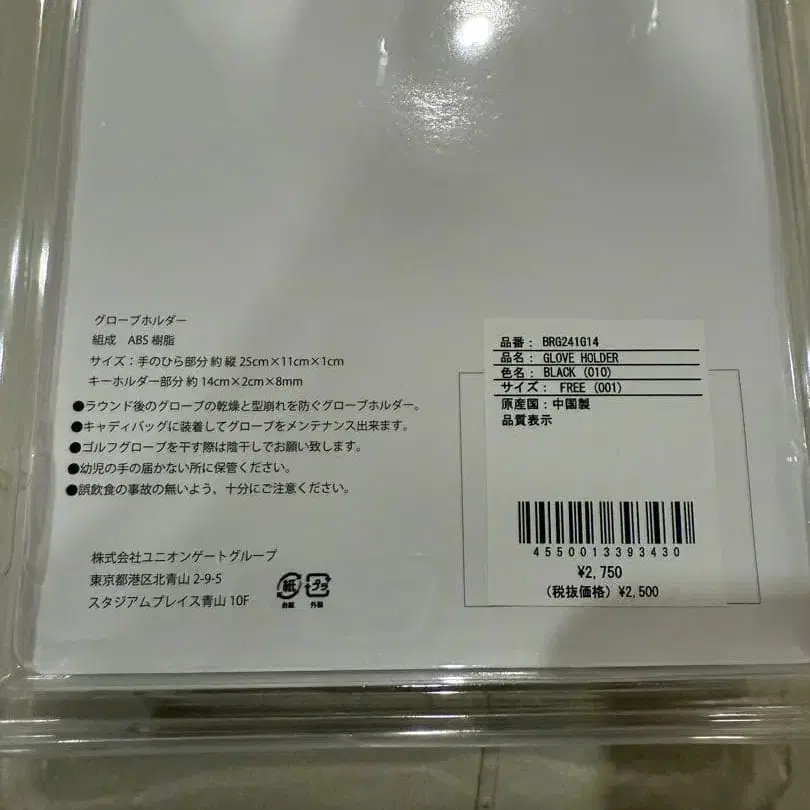 グローブホルダー
組成 ABS 樹脂
サイズ：手のひら部分 約 縦 25cm×11cm×1cm
キーホルダー部分 約 14cm×2cm×8mm
●ラウンド後のグローブの乾燥と型崩れを防ぐグローブホルダー。
●キャディバッグに装着してグローブをメンテナンス出来ます。
●ゴルフグローブを干す際は陰干しでお願い致します。
●幼児の手の届かない所に保管ください。
●誤飲食の事故の無いよう、十分にご注意ください。
株式会社ユニオンゲートグループ
東京都港区北青山 2-9-5
スタジアムプレイス青山 10F
紙 プラ
台紙 外装
品番： BRG241G14
品名： GLOVE HOLDER
色名： BLACK (010)
サイズ： FREE (001)
原産国：中国製
品質表示
4550013393430
¥2,750
(税抜価格) ¥2,500